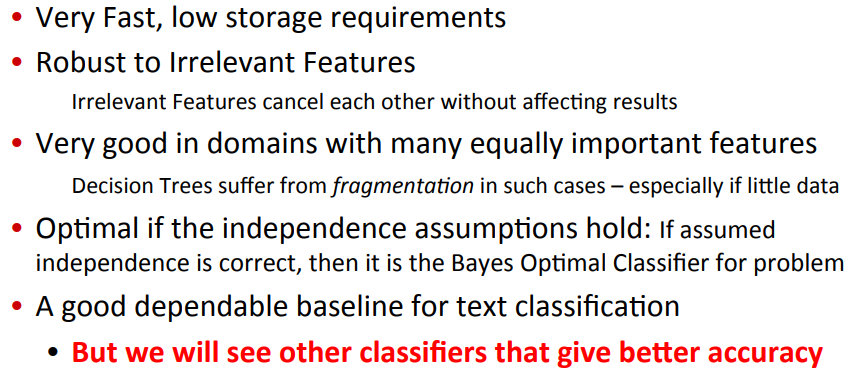 • Very Fast, low storage requirements
• Robust to Irrelevant Features
Irrelevant Features cancel each other without affecting results
• Very good in domains with many equally important features
Decision Trees suffer from fragmentation in such cases – especially if little data
• Optimal if the independence assumptions hold: If assumed
independence is correct, then it is the Bayes Optimal Classifier for problem
• A good dependable baseline for text classification
• But we will see other classifiers that give better accuracy